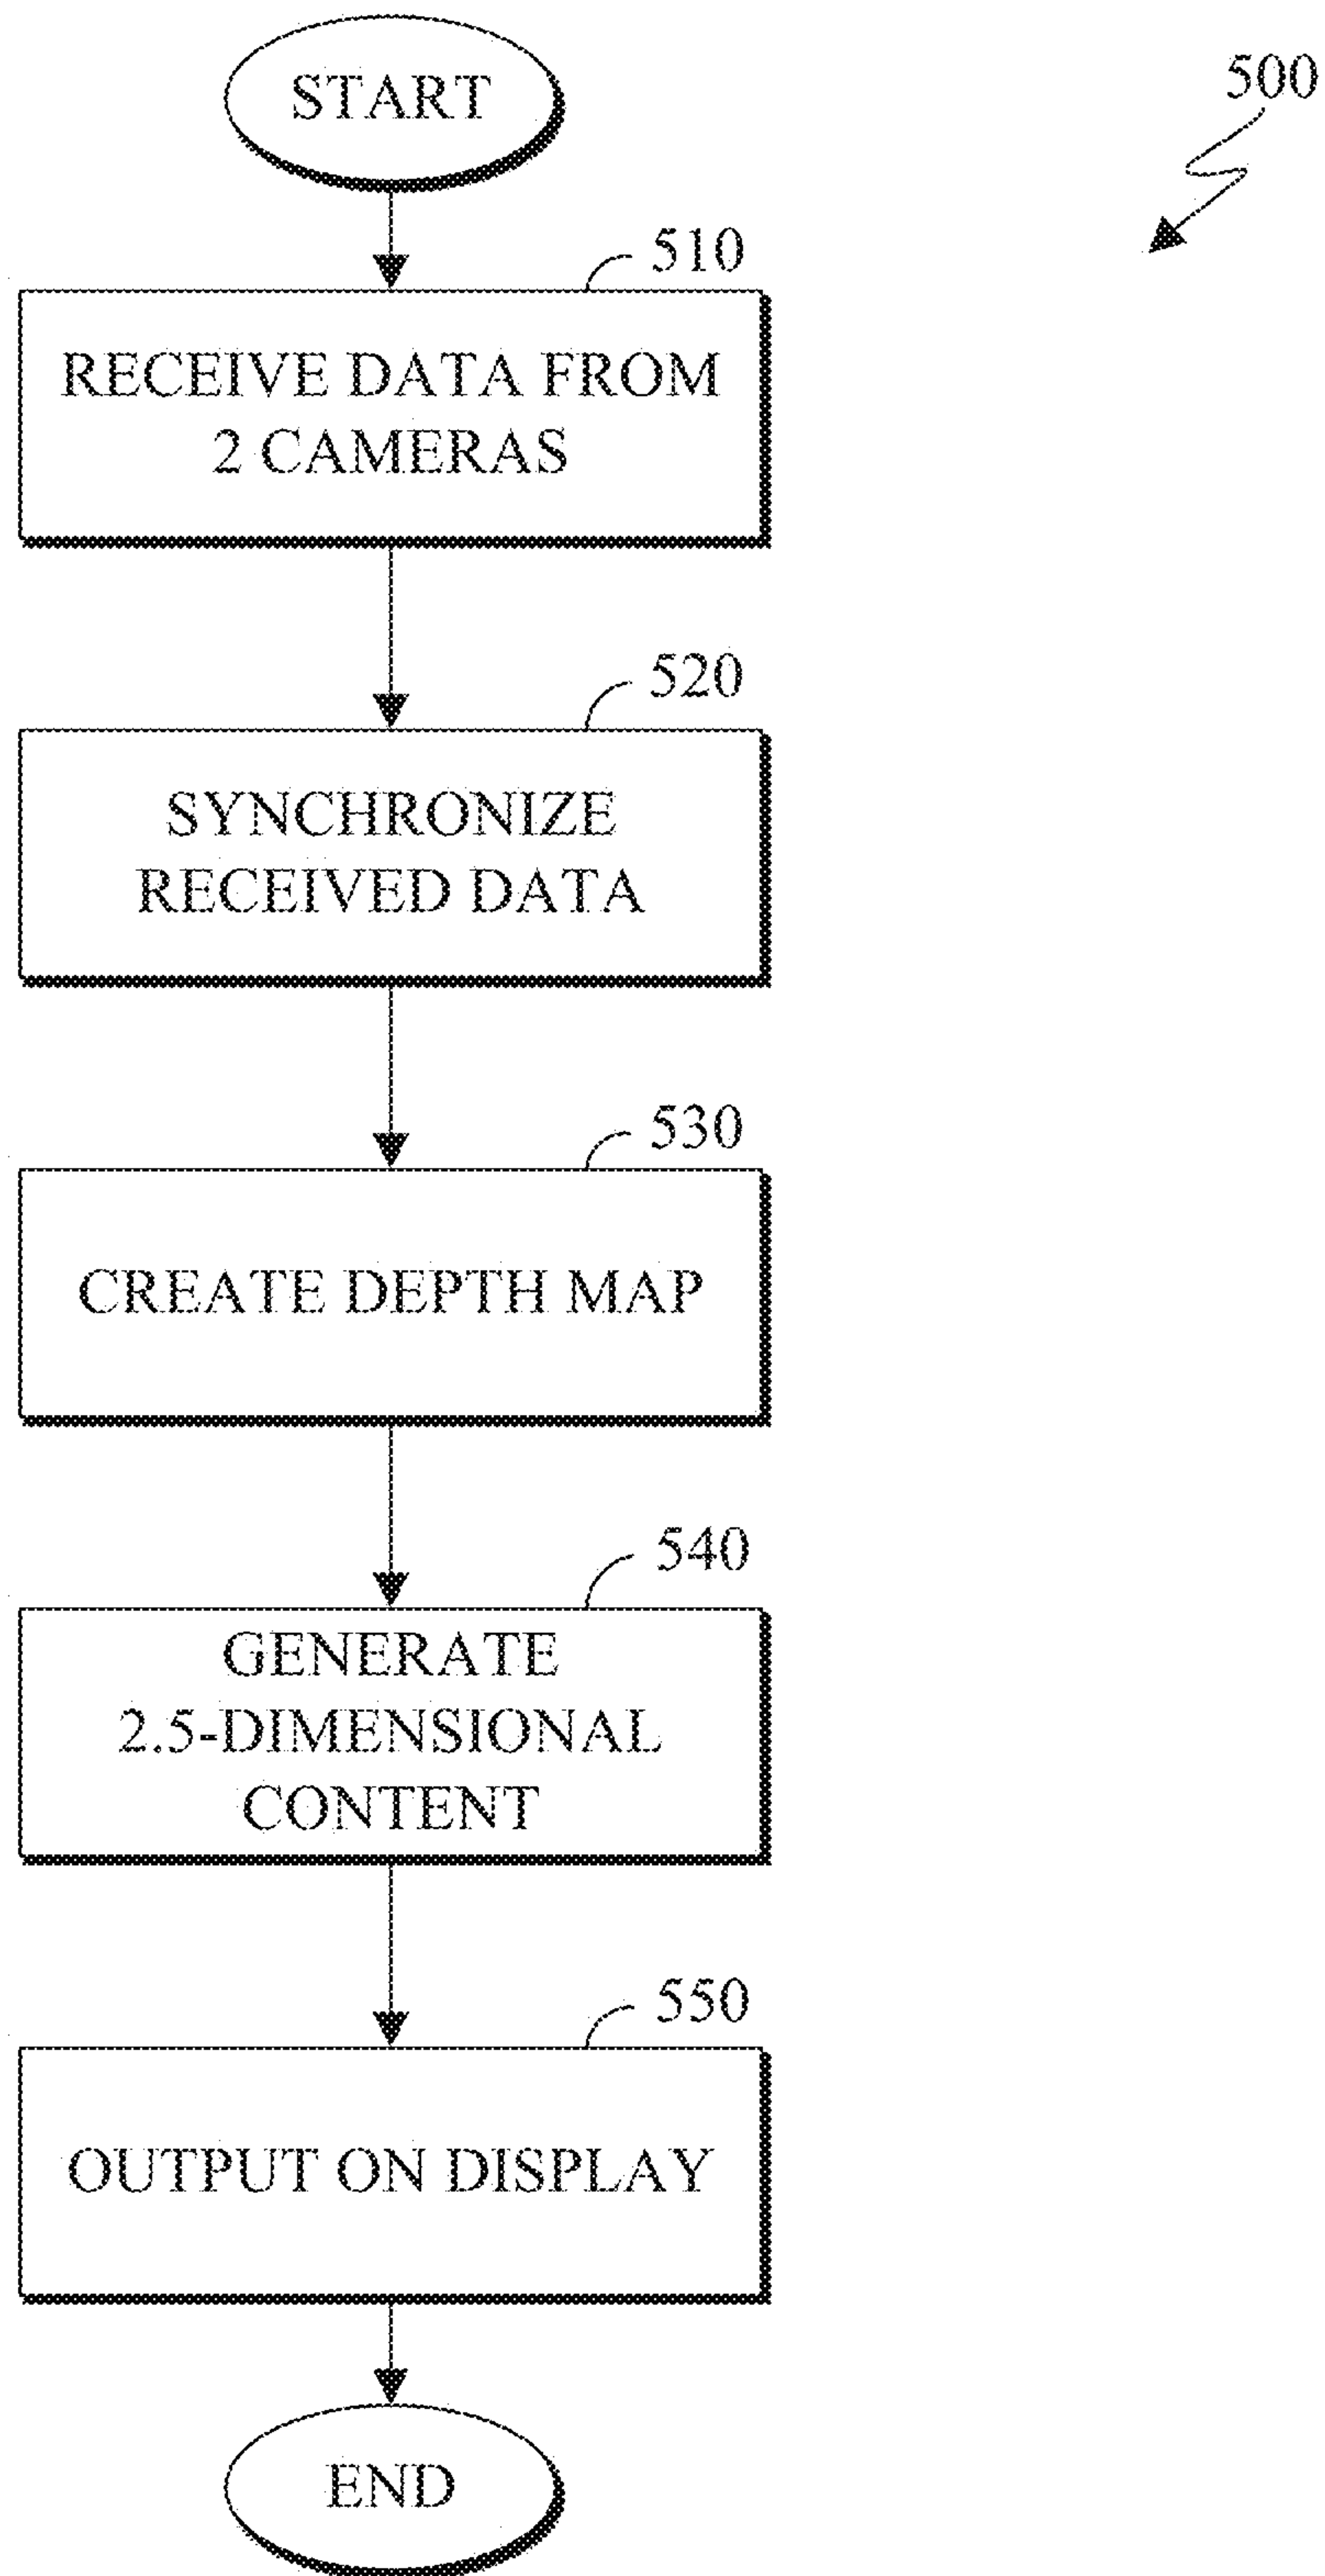 START
500
510
RECEIVE DATA FROM
2 CAMERAS
520
SYNCHRONIZE
RECEIVED DATA
530
CREATE DEPTH MAP
540
GENERATE
2.5-DIMENSIONAL
CONTENT
550
OUTPUT ON DISPLAY
END